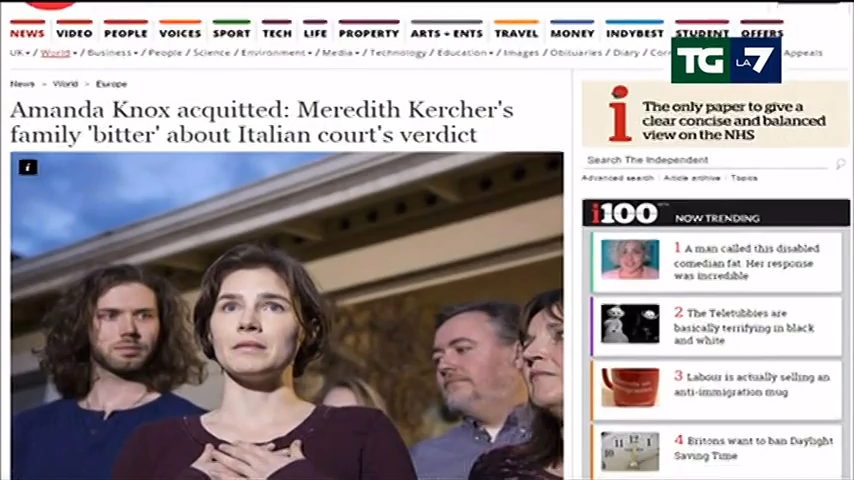 NEWS VIDEO PEOPLE VOICES SPORT TECH LIFE PROPERTY ARTS + ENTS TRAVEL MONEY INDYBEST STUDENT OFFERS
UK / World / Business / People / Science / Environment / Media / Technology / Education / Images / Obituaries / Diary / Appeals
TG LA 7
News > World > Europe
Amanda Knox acquitted: Meredith Kercher's
family 'bitter' about Italian court's verdict
i
i The only paper to give a
clear concise and balanced
view on the NHS
Search The Independent
Advanced search Article archive Topics
i100 NOW TRENDING
1 A man called this disabled
comedian fat. Her response
was incredible
2 The Teletubbies are
basically terrifying in black
and white
3 Labour is actually selling an
anti-immigration mug
4 Britons want to ban Daylight
Saving Time